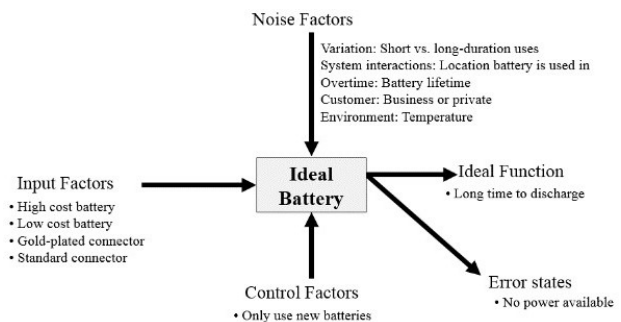 Noise Factors
Variation: Short vs. long-duration uses
System interactions: Location battery is used in
Overtime: Battery lifetime
Customer: Business or private
Environment: Temperature
Input Factors
• High cost battery
• Low cost battery
• Gold-plated connector
• Standard connector
Ideal
Battery
Ideal Function
• Long time to discharge
Error states
• No power available
Control Factors
• Only use new batteries